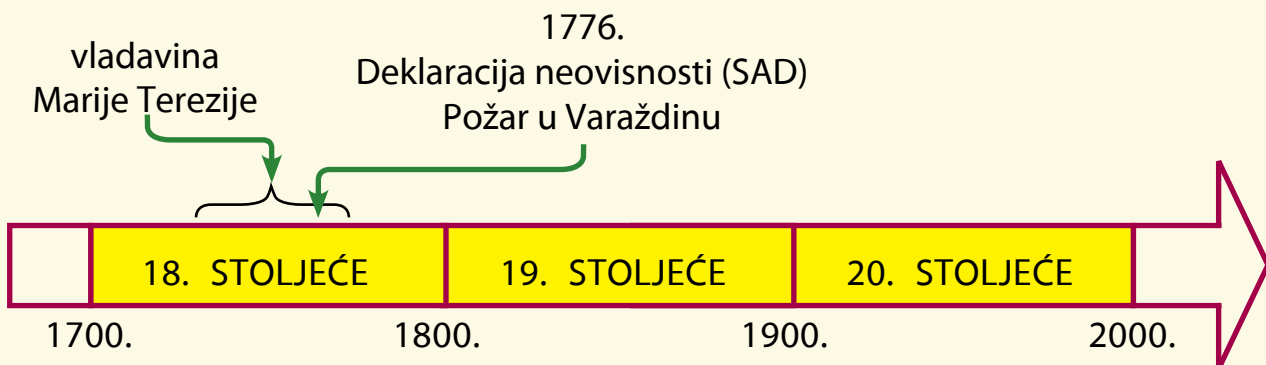 vladavina
Marije Terezije
1776.
Deklaracija neovisnosti (SAD)
Požar u Varaždinu
18. STOLJEĆE
19. STOLJEĆE
20. STOLJEĆE
1700.
1800.
1900.
2000.